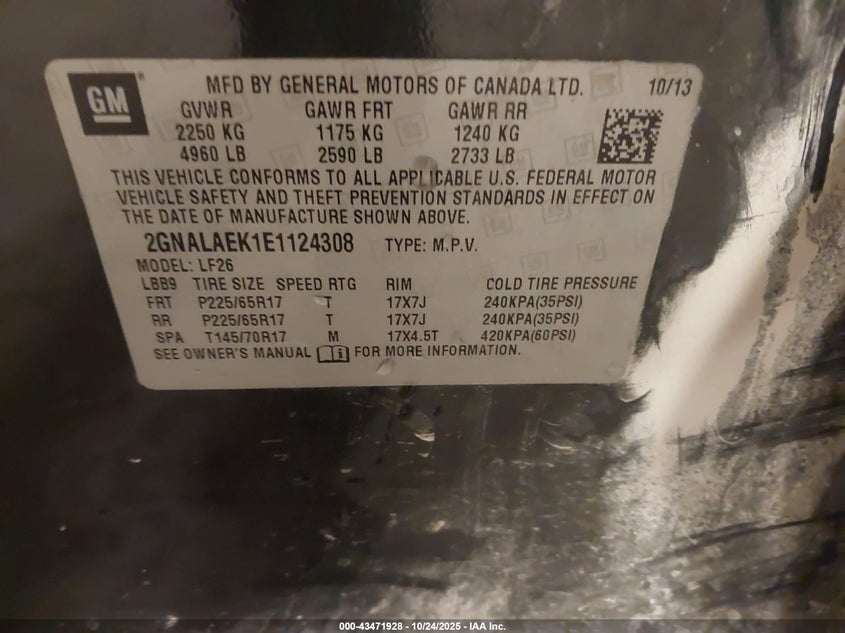 GM
MFD BY GENERAL MOTORS OF CANADA LTD. 10/13
GVWR GAWR FRT GAWR RR
2250 KG 1175 KG 1240 KG
4960 LB 2590 LB 2733 LB
THIS VEHICLE CONFORMS TO ALL APPLICABLE U.S. FEDERAL MOTOR
VEHICLE SAFETY AND THEFT PREVENTION STANDARDS IN EFFECT ON
THE DATE OF MANUFACTURE SHOWN ABOVE.
2GNALAEK1E1124308 TYPE: M.P.V.
MODEL: LF26
LBB9 TIRE SIZE SPEED RTG RIM COLD TIRE PRESSURE
FRT P225/65R17 T 17X7J 240KPA(35PSI)
RR P225/65R17 T 17X7J 240KPA(35PSI)
SPA T145/70R17 M 17X4.5T 420KPA(60PSI)
SEE OWNER'S MANUAL i FOR MORE INFORMATION.
000-43471928 - 10/24/2025 - IAA Inc.